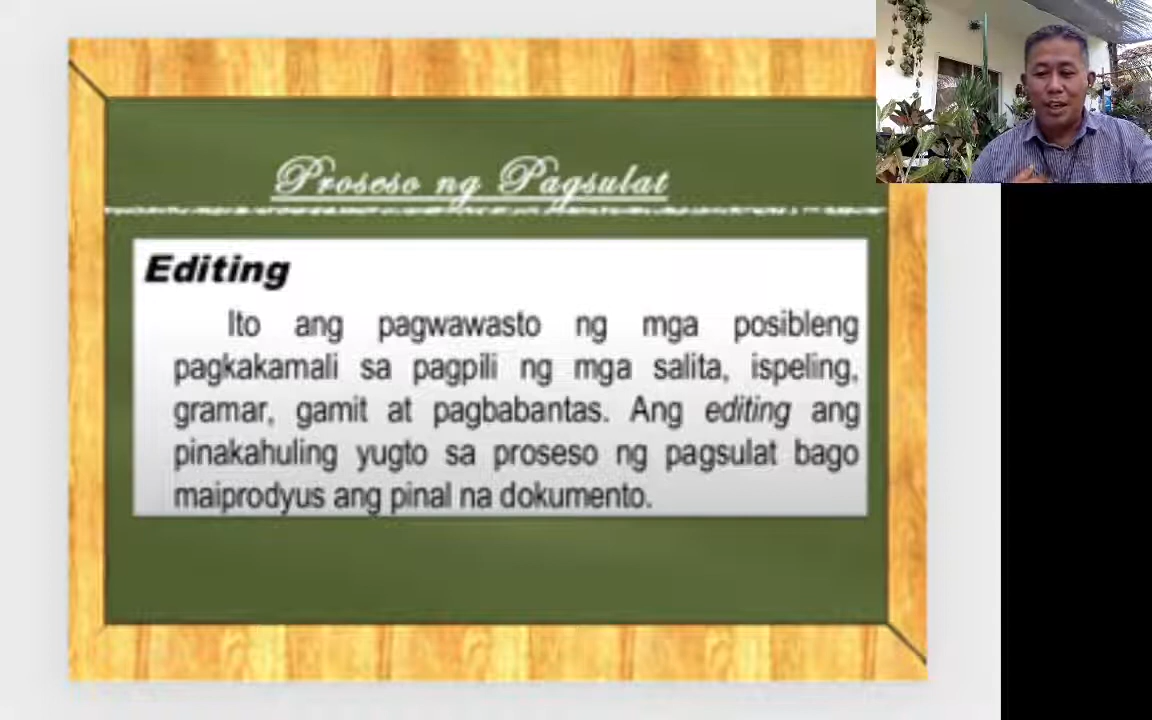 Proseso ng Pagsulat
Editing
Ito ang pagwawasto ng mga posibleng
pagkakamali sa pagpili ng mga salita, ispeling,
gramar, gamit at pagbabantas. Ang editing ang
pinakahuling yugto sa proseso ng pagsulat bago
maiprodyus ang pinal na dokumento.